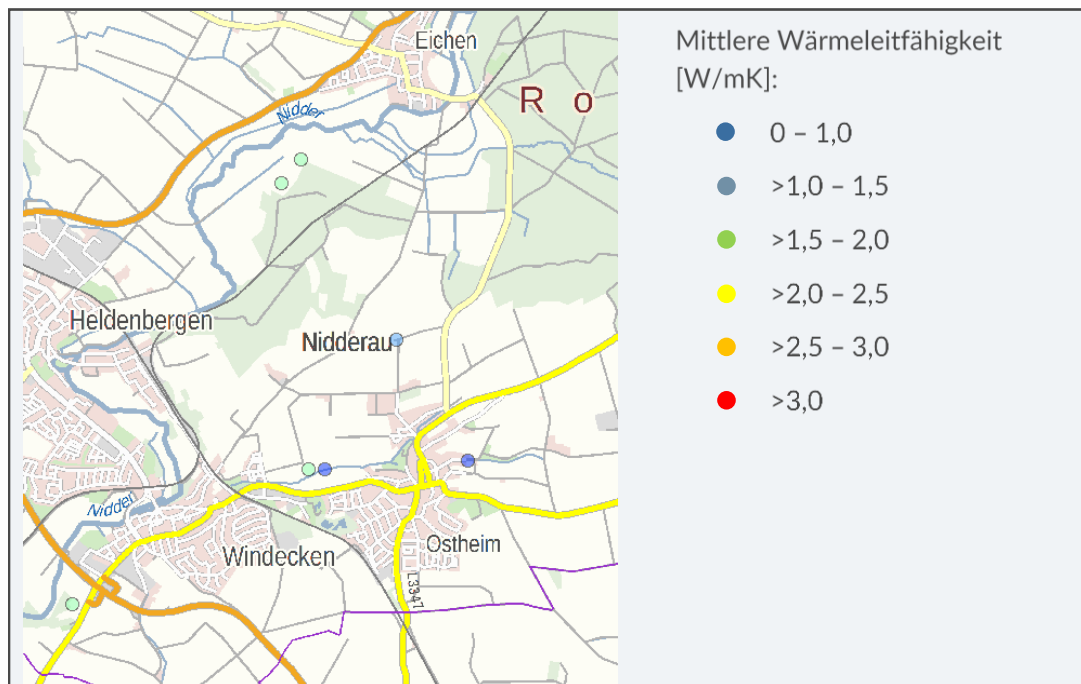 Eichen
R o
Nidder
Heldenbergen
Nidderau
Nidder
Windecken
Ostheim
L3347
Mittlere Wärmeleitfähigkeit
[W/mK]:
0 – 1,0
>1,0 – 1,5
>1,5 – 2,0
>2,0 – 2,5
>2,5 – 3,0
>3,0